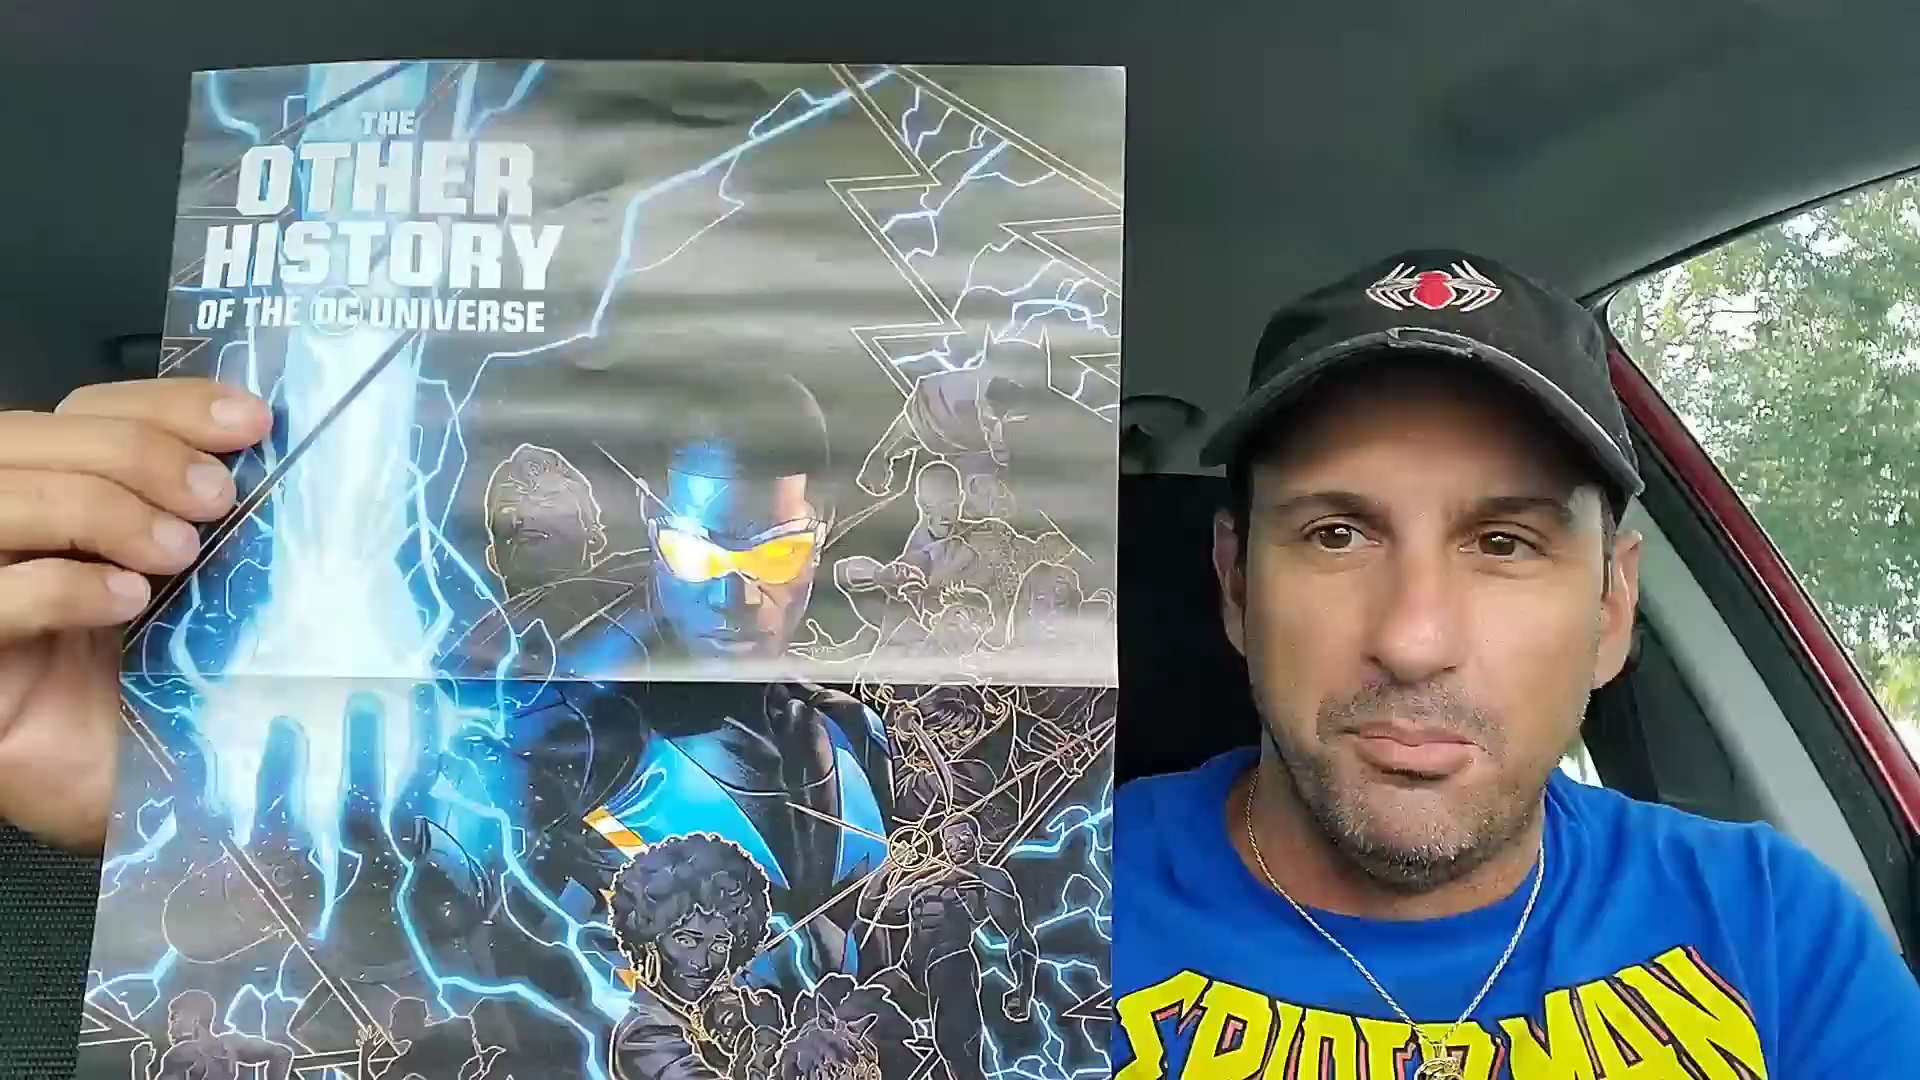 THE
OTHER
HISTORY
OF THE DC UNIVERSE
SPIDER-MAN